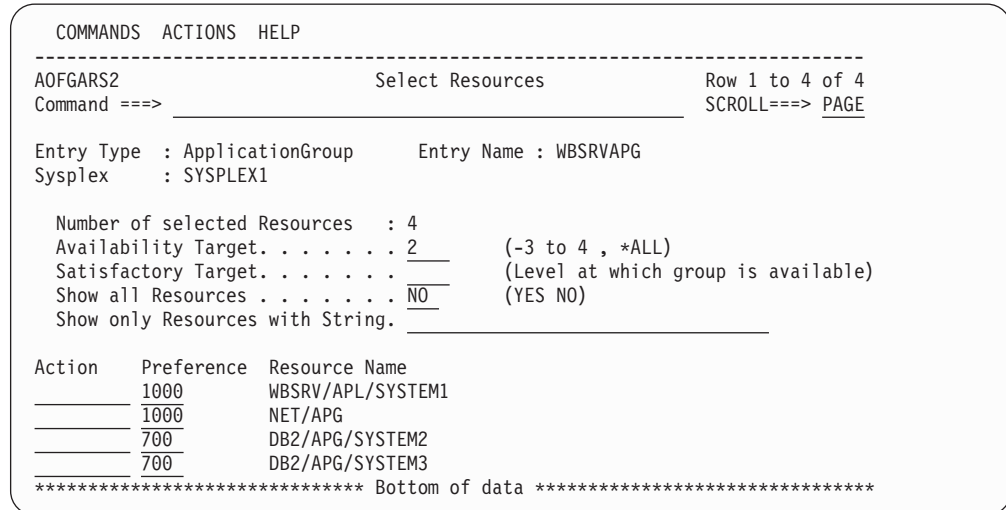 COMMANDS ACTIONS HELP
-------------------------------------------------------------------------------
AOFGARS2 Select Resources Row 1 to 4 of 4
Command ===> SCROLL===> PAGE
Entry Type : ApplicationGroup Entry Name : WBSRVAPG
Sysplex : SYSPLEX1
Number of selected Resources : 4
Availability Target. . . . . . . 2 (-3 to 4 , *ALL)
Satisfactory Target. . . . . . . (Level at which group is available)
Show all Resources . . . . . . . NO (YES NO)
Show only Resources with String.
Action Preference Resource Name
1000 WBSRV/APL/SYSTEM1
1000 NET/APG
700 DB2/APG/SYSTEM2
700 DB2/APG/SYSTEM3
******************************* Bottom of data ********************************